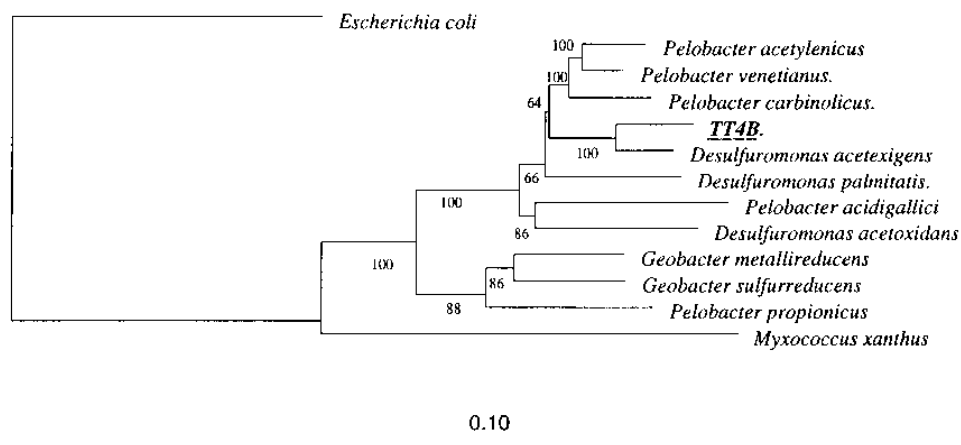 Escherichia coli
100 Pelobacter acetylenicus
100 Pelobacter venetianus.
64 Pelobacter carbinolicus.
TT4B.
100 Desulfuromonas acetexigens
66 Desulfuromonas palmitatis.
100 Pelobacter acidigallici
86 Desulfuromonas acetoxidans
100 Geobacter metallireducens
86 Geobacter sulfurreducens
88 Pelobacter propionicus
Myxococcus xanthus
0.10